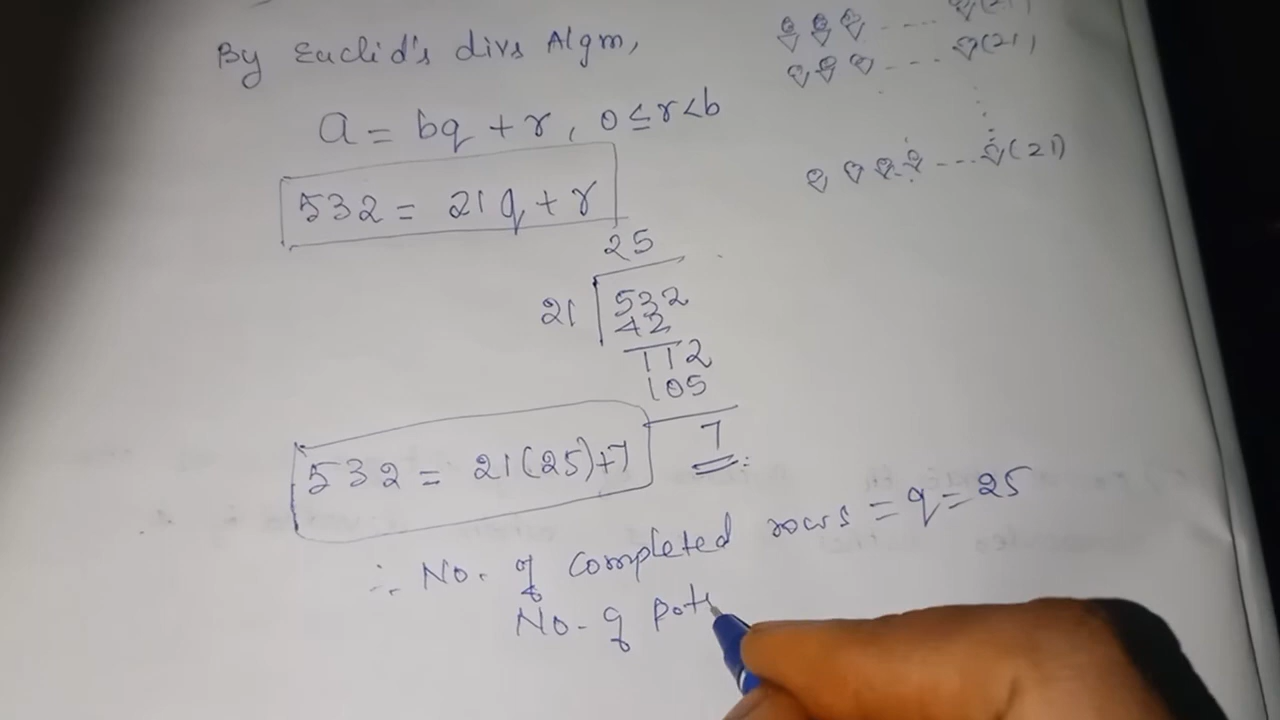 By Euclid's divs Algm,
a = bq + r, 0 ≤ r < b
532 = 21q + r
25
21 532
42
112
105
7
532 = 21(25)+7
∴ No. of completed rows = q = 25
No. of pot
.... (21)
--- (21)
--- (21)